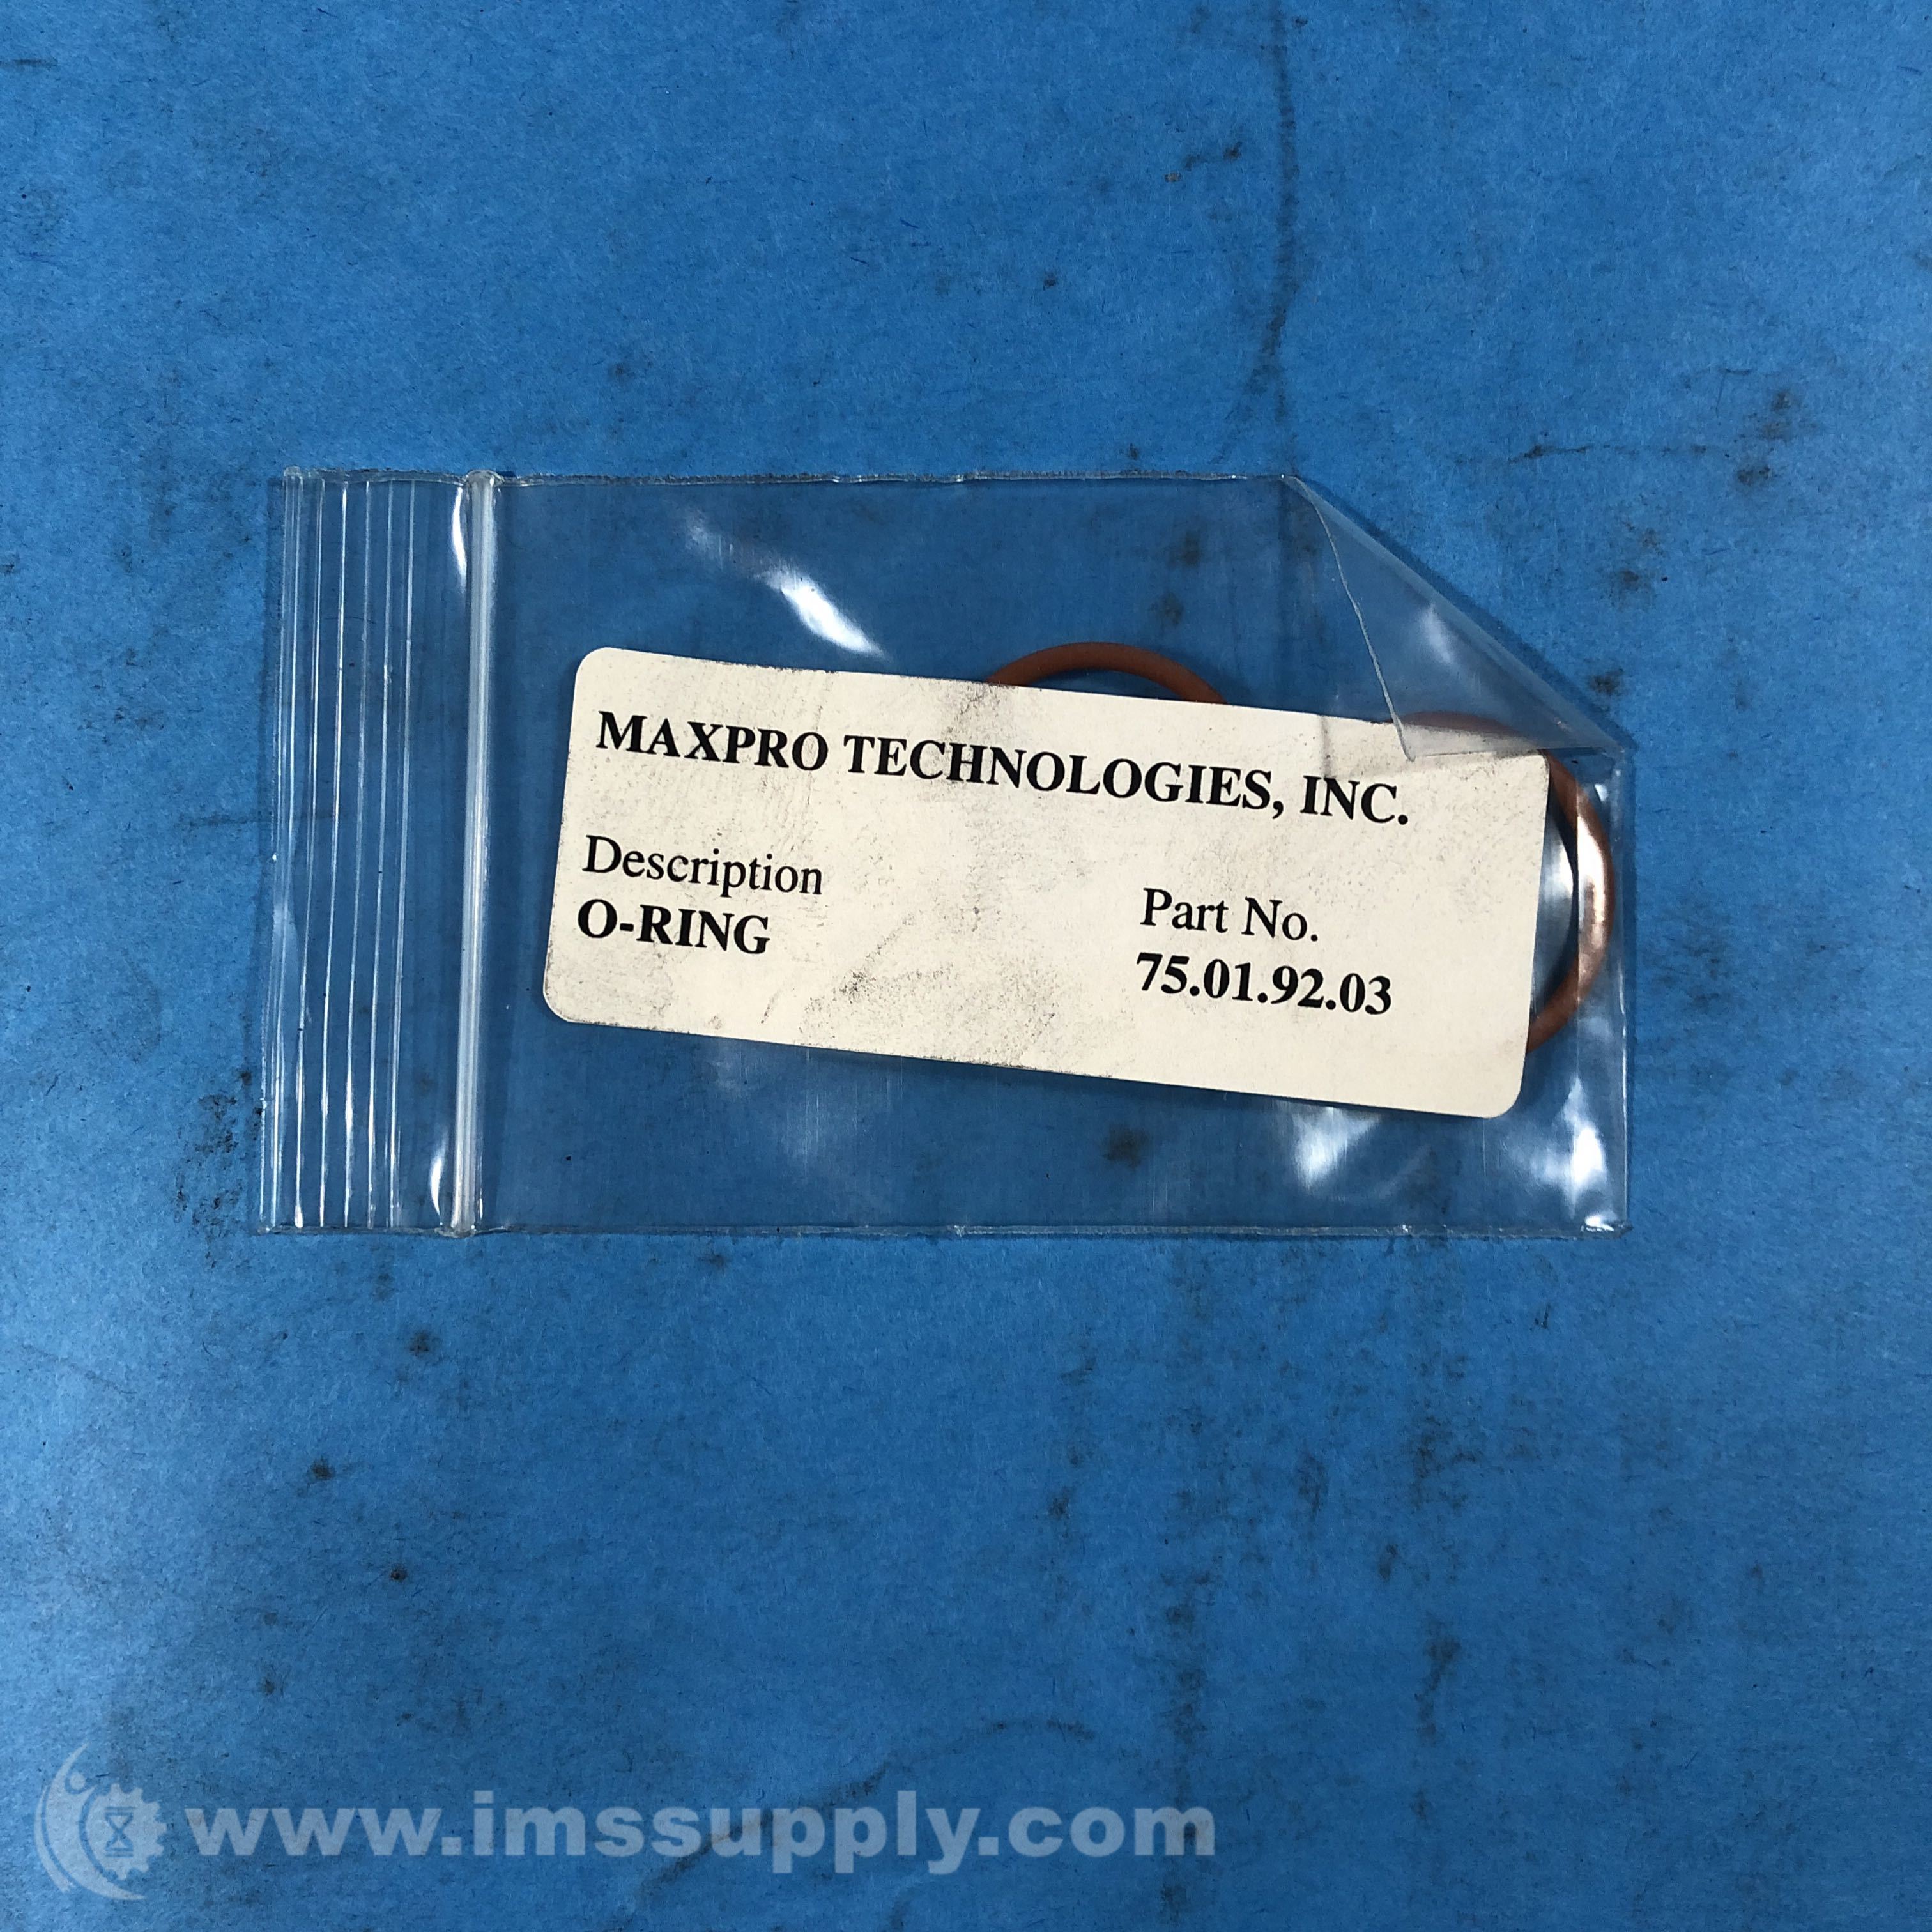 MAXPRO TECHNOLOGIES, INC.
Description
O-RING
Part No.
75.01.92.03
www.imssupply.com